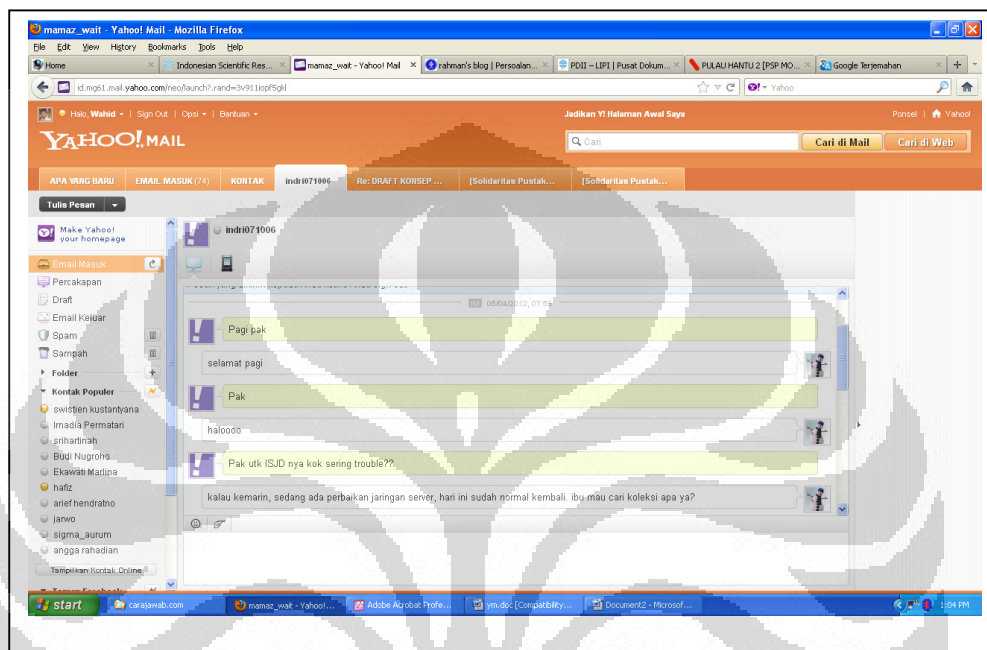 mamaz_wait - Yahoo! Mail - Mozilla Firefox
File Edit View History Bookmarks Tools Help
Home Indonesian Scientific Res... mamaz_wait - Yahoo! Mail rahman's blog | Persoalan... PDII – LIPI | Pusat Dokum... PULAU HANTU 2 [PSP MO... Google Terjemahan
id.mg61.mail.yahoo.com/neo/launch?.rand=3v911lopf5gkl Yahoo
Halo, Wahid Sign Out Opsi Bantuan Jadikan Y! Halaman Awal Saya Ponsel Yahoo!
YAHOO! MAIL Cari Cari di Mail Cari di Web
APA YANG BARU EMAIL MASUK (74) KONTAK indri071006 Re: DRAFT KONSEP ... [Solidaritas Pustak... [Solidaritas Pustak...
Tulis Pesan
Make Yahoo!
your homepage
indri071006
Email Masuk
Percakapan
Draft
IM 05/04/2012, 07:59
Email Keluar
Spam
Pagi pak
Sampah
selamat pagi
Folder
Kontak Populer
Pak
swistien kustantyana
Imadia Permatari
haloooo
srihartinah
Budi Nugroho
Ekawati Marlina
Pak utk ISJD nya kok sering trouble??
hafiz
arief hendratno
kalau kemarin, sedang ada perbaikan jaringan server, hari ini sudah normal kembali. ibu mau cari koleksi apa ya?
jarwo
sigma_aurum
angga rahadian
Tampilkan Kontak Online
start carajawab.com mamaz_wait - Yahoo!... Adobe Acrobat Profe... ym.doc [Compatibility... Document2 - Microsof... 1:04 PM